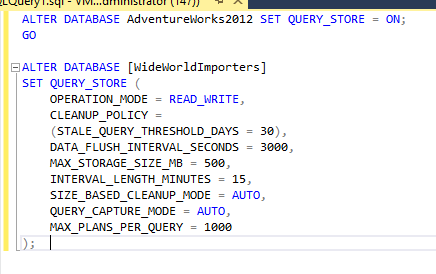 LQuery1.sql - VM...dministrator (147))*
ALTER DATABASE AdventureWorks2012 SET QUERY_STORE = ON;
GO
ALTER DATABASE [WideWorldImporters]
SET QUERY_STORE (
OPERATION_MODE = READ_WRITE,
CLEANUP_POLICY =
(STALE_QUERY_THRESHOLD_DAYS = 30),
DATA_FLUSH_INTERVAL_SECONDS = 3000,
MAX_STORAGE_SIZE_MB = 500,
INTERVAL_LENGTH_MINUTES = 15,
SIZE_BASED_CLEANUP_MODE = AUTO,
QUERY_CAPTURE_MODE = AUTO,
MAX_PLANS_PER_QUERY = 1000
);